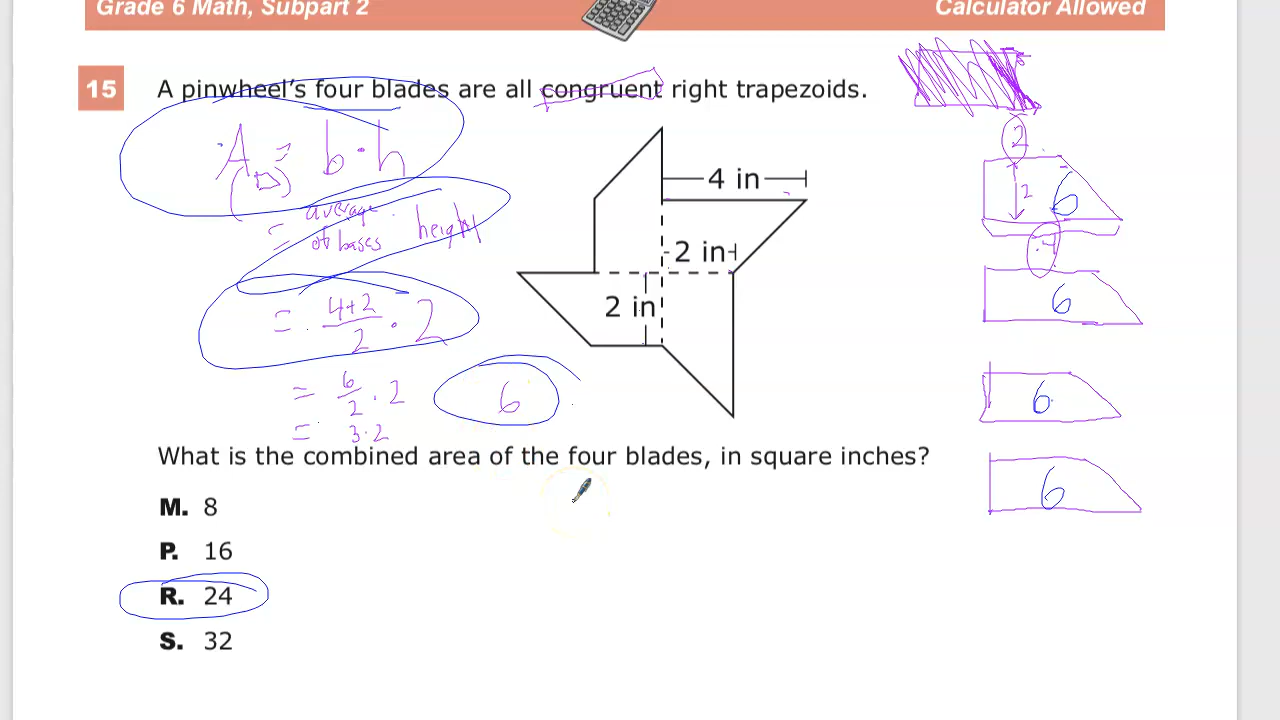 Grade 6 Math, Subpart 2
Calculator Allowed
15 A pinwheel's four blades are all congruent right trapezoids.
A = b · h
= average of bases · height
= 4+2/2 · 2
= 6/2 · 2
= 3·2
6
4 in
2 in
2 in
2
2
6
4
6
6
6
What is the combined area of the four blades, in square inches?
M. 8
P. 16
R. 24
S. 32